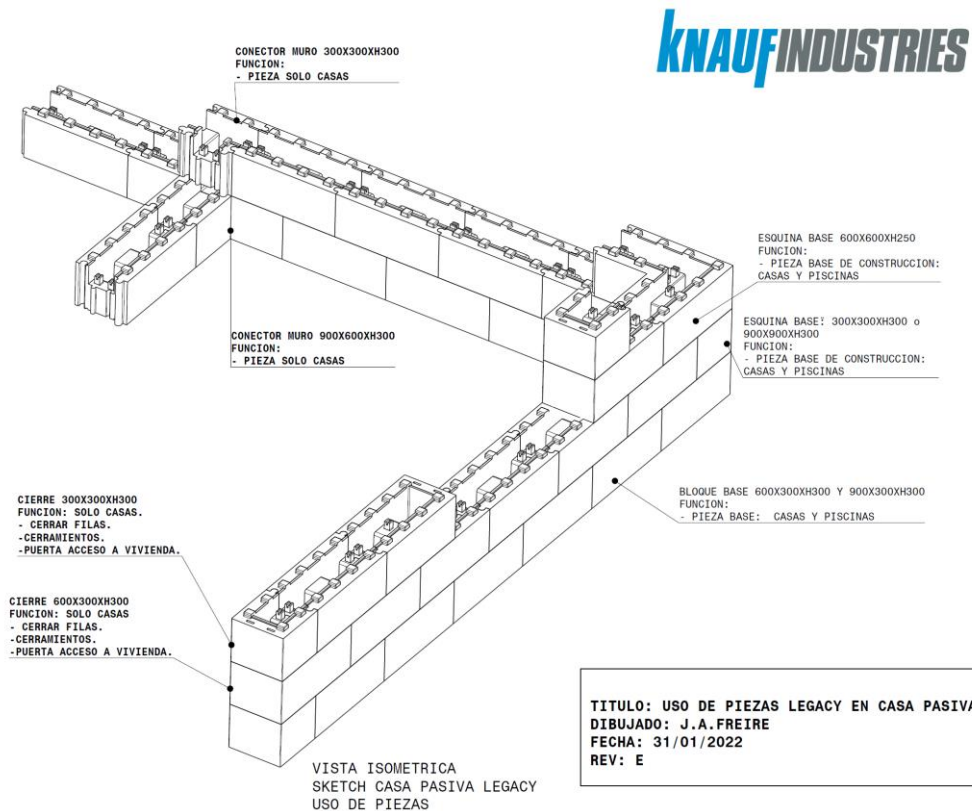 KNAUFINDUSTRIES
CONECTOR MURO 300X300XH300
FUNCION:
- PIEZA SOLO CASAS
ESQUINA BASE 600X600XH250
FUNCION:
- PIEZA BASE DE CONSTRUCCION:
CASAS Y PISCINAS
ESQUINA BASE: 300X300XH300 o
900X900XH300
FUNCION:
- PIEZA BASE DE CONSTRUCCION:
CASAS Y PISCINAS
CONECTOR MURO 900X600XH300
FUNCION:
- PIEZA SOLO CASAS
BLOQUE BASE 600X300XH300 Y 900X300XH300
FUNCION:
- PIEZA BASE: CASAS Y PISCINAS
CIERRE 300X300XH300
FUNCION: SOLO CASAS.
- CERRAR FILAS.
-CERRAMIENTOS.
-PUERTA ACCESO A VIVIENDA.
CIERRE 600X300XH300
FUNCION: SOLO CASAS
- CERRAR FILAS.
-CERRAMIENTOS.
-PUERTA ACCESO A VIVIENDA.
TITULO: USO DE PIEZAS LEGACY EN CASA PASIVA
DIBUJADO: J.A.FREIRE
FECHA: 31/01/2022
REV: E
VISTA ISOMETRICA
SKETCH CASA PASIVA LEGACY
USO DE PIEZAS